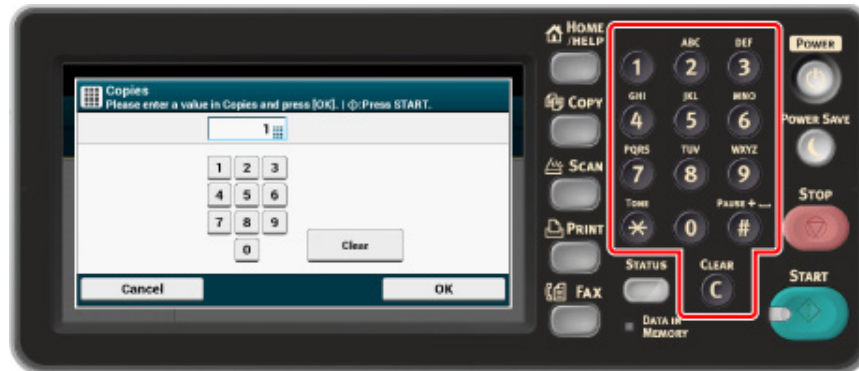 Copies
Please enter a value in Copies and press [OK]. | :Press START.
1
1 2 3
4 5 6
7 8 9
0
Clear
Cancel
OK
HOME
/HELP
COPY
SCAN
PRINT
FAX
ABC DEF
1 2 3
GHI JKL MNO
4 5 6
PQRS TUV WXYZ
7 8 9
TONE PAUSE +
* 0 #
STATUS
CLEAR
C
DATA IN
MEMORY
POWER
POWER SAVE
STOP
START